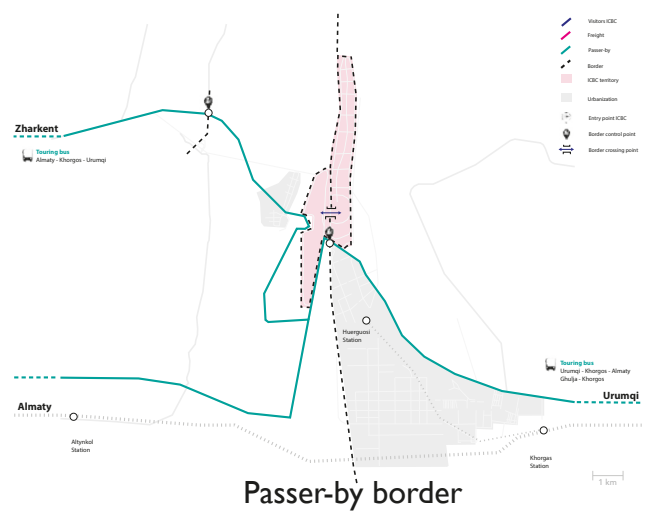 Visitors ICBC
Freight
Passer-by
Border
ICBC territory
Urbanization
Entry point ICBC
Border control point
Border crossing point
Zharkent
Touring bus
Almaty - Khorgos - Urumqi
Huerguosi
Station
Touring bus
Urumqi - Khorgos - Almaty
Ghulja - Khorgos
Urumqi
Almaty
Altynkol
Station
Khorgas
Station
1 km
Passer-by border